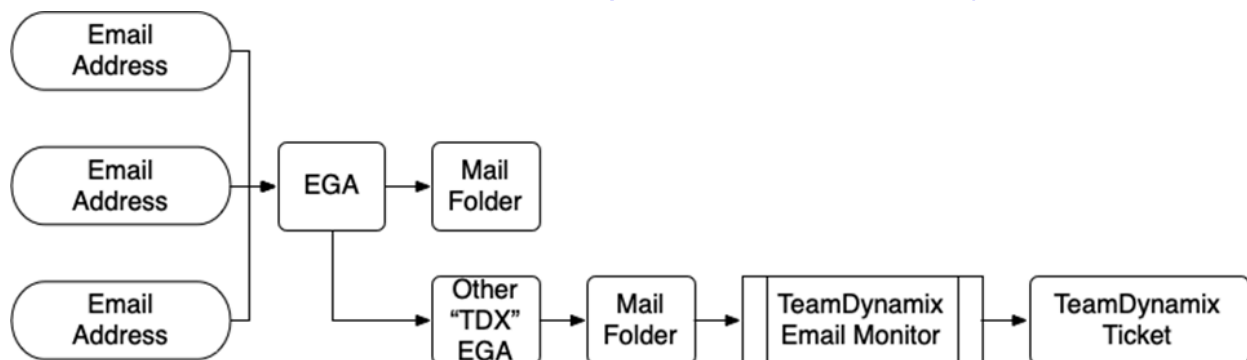 Email
Address
Email
Address
EGA
Mail
Folder
Email
Address
Other
“TDX”
EGA
Mail
Folder
TeamDynamix
Email Monitor
TeamDynamix
Ticket